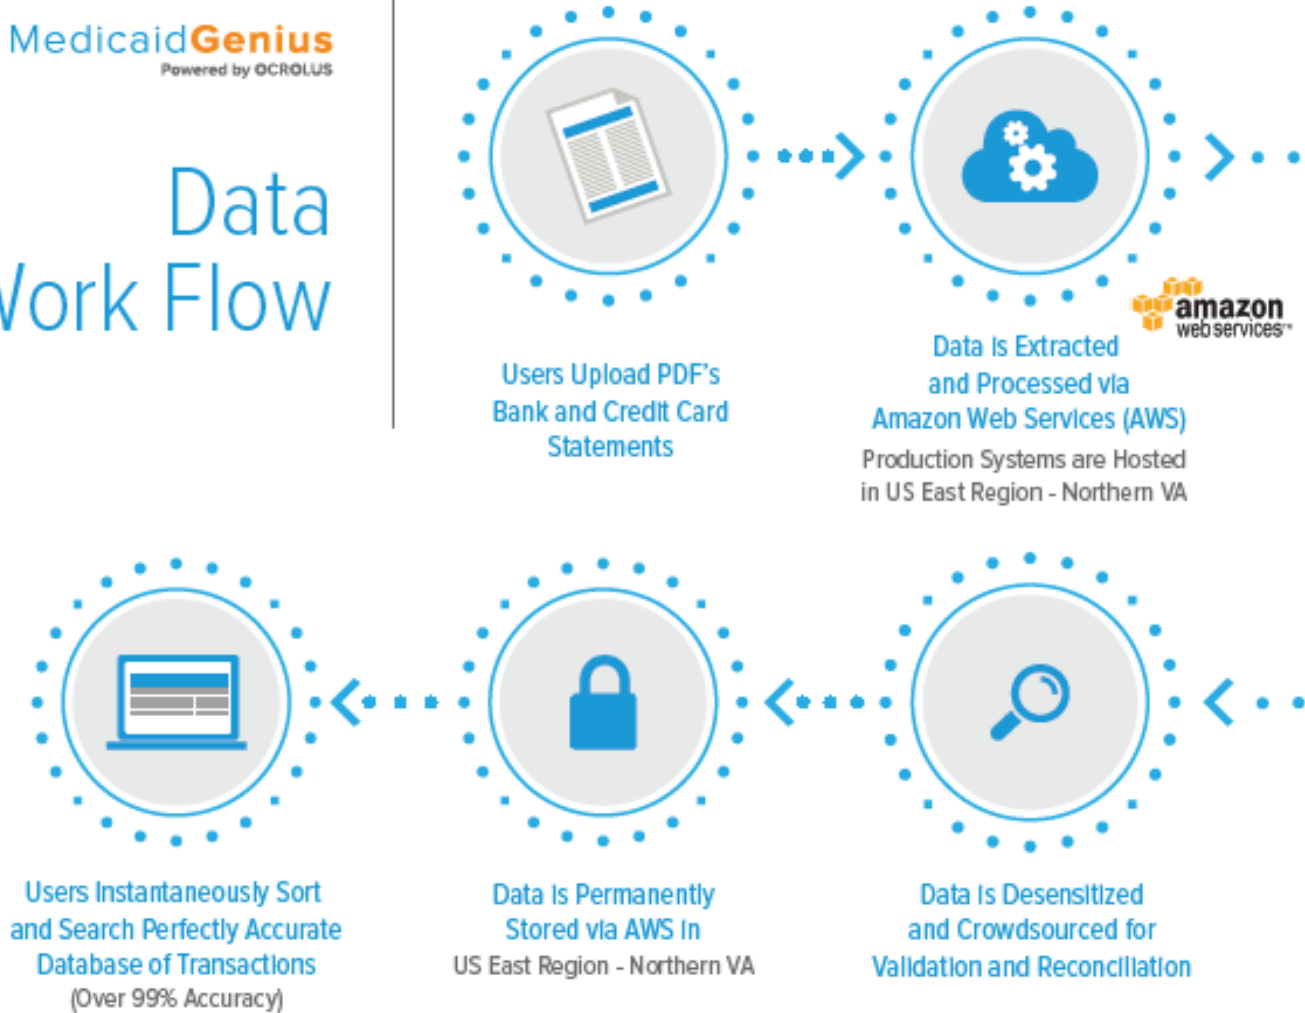 MedicaidGenius
Powered by OCROLUS
Data
Work Flow
Users Upload PDF's
Bank and Credit Card
Statements
amazon
web services™
Data is Extracted
and Processed via
Amazon Web Services (AWS)
Production Systems are Hosted
in US East Region - Northern VA
Users Instantaneously Sort
and Search Perfectly Accurate
Database of Transactions
(Over 99% Accuracy)
Data is Permanently
Stored via AWS in
US East Region - Northern VA
Data is Desensitized
and Crowdsourced for
Validation and Reconciliation